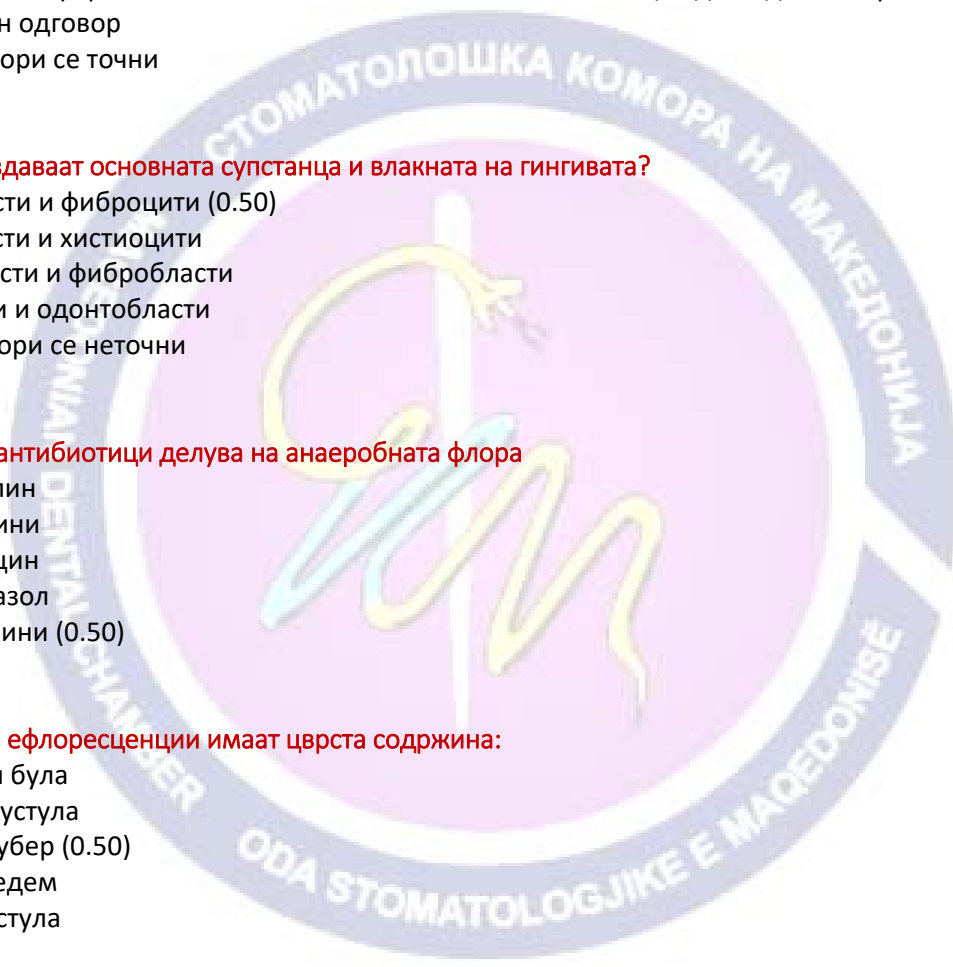 н одговор
ори се точни
здаваат основната супстанца и влакната на гингивата?
сти и фиброцити (0.50)
сти и хистиоцити
сти и фибробласти
и и одонтобласти
ори се неточни
антибиотици делува на анаеробната флора
лин
ини
цин
азол
ини (0.50)
ефлоресценции имаат цврста содржина:
и була
устула
убер (0.50)
едем
стула
СТОМАТОЛОШКА КОМОРА НА МАКЕДОНИЈА
MACEDONIAN DENTAL CHAMBER
ODA STOMATOLOGJIKE E MAQEDONISË